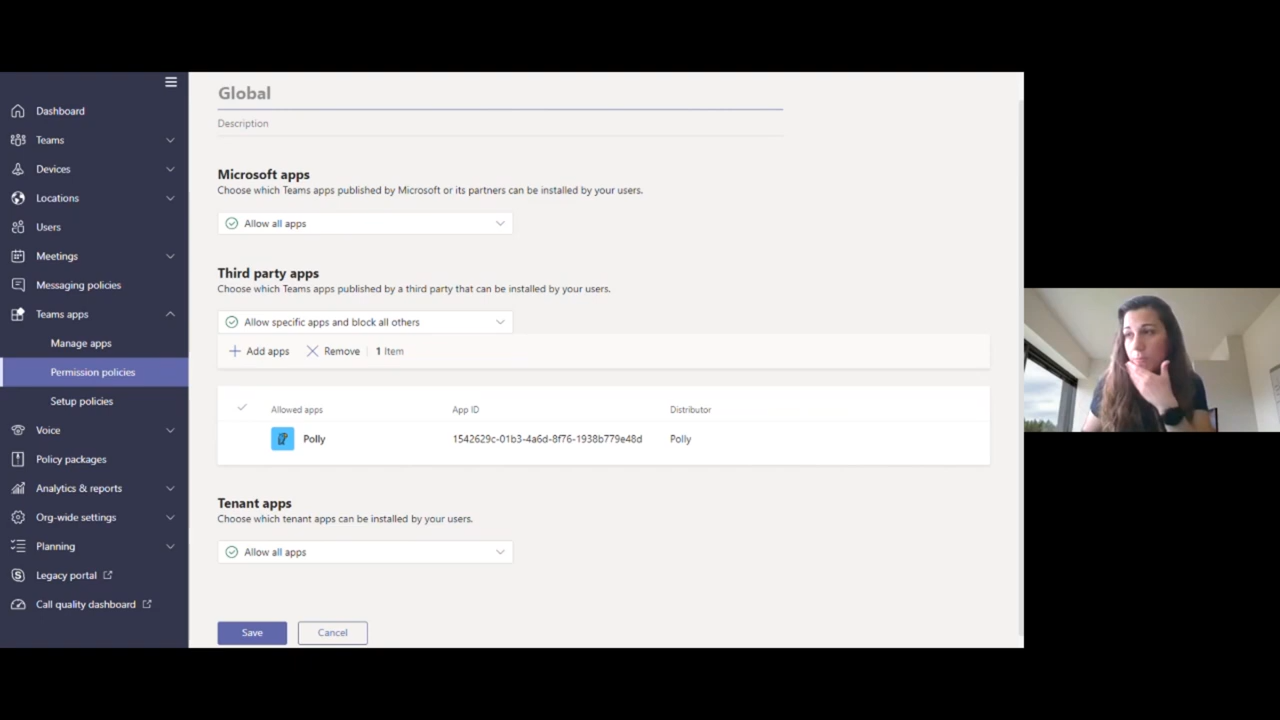 Dashboard
Teams
Devices
Locations
Users
Meetings
Messaging policies
Teams apps
Manage apps
Permission policies
Setup policies
Voice
Policy packages
Analytics & reports
Org-wide settings
Planning
Legacy portal
Call quality dashboard
Global
Description
Microsoft apps
Choose which Teams apps published by Microsoft or its partners can be installed by your users.
Allow all apps
Third party apps
Choose which Teams apps published by a third party that can be installed by your users.
Allow specific apps and block all others
Add apps Remove 1 Item
Allowed apps App ID Distributor
Polly 1542629c-01b3-4a6d-8f76-1938b779e48d Polly
Tenant apps
Choose which tenant apps can be installed by your users.
Allow all apps
Save Cancel